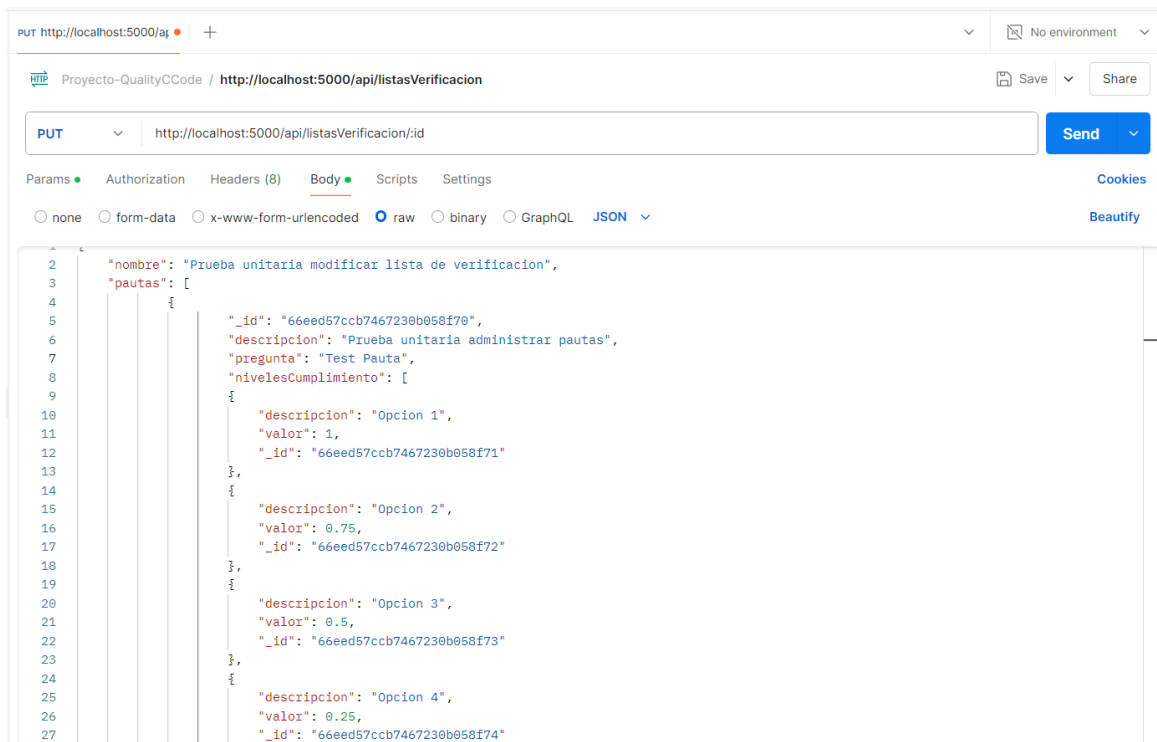 PUT http://localhost:5000/ap
No environment
HTTP Proyecto-QualityCCode / http://localhost:5000/api/listasVerificacion
Save
Share
PUT http://localhost:5000/api/listasVerificacion/:id
Send
Params Authorization Headers (8) Body Scripts Settings
Cookies
none form-data x-www-form-urlencoded raw binary GraphQL JSON
Beautify
1 {
2 "nombre": "Prueba unitaria modificar lista de verificacion",
3 "pautas": [
4 {
5 "_id": "66eed57ccb7467230b058f70",
6 "descripcion": "Prueba unitaria administrar pautas",
7 "pregunta": "Test Pauta",
8 "nivelesCumplimiento": [
9 {
10 "descripcion": "Opcion 1",
11 "valor": 1,
12 "_id": "66eed57ccb7467230b058f71"
13 },
14 {
15 "descripcion": "Opcion 2",
16 "valor": 0.75,
17 "_id": "66eed57ccb7467230b058f72"
18 },
19 {
20 "descripcion": "Opcion 3",
21 "valor": 0.5,
22 "_id": "66eed57ccb7467230b058f73"
23 },
24 {
25 "descripcion": "Opcion 4",
26 "valor": 0.25,
27 "_id": "66eed57ccb7467230b058f74"